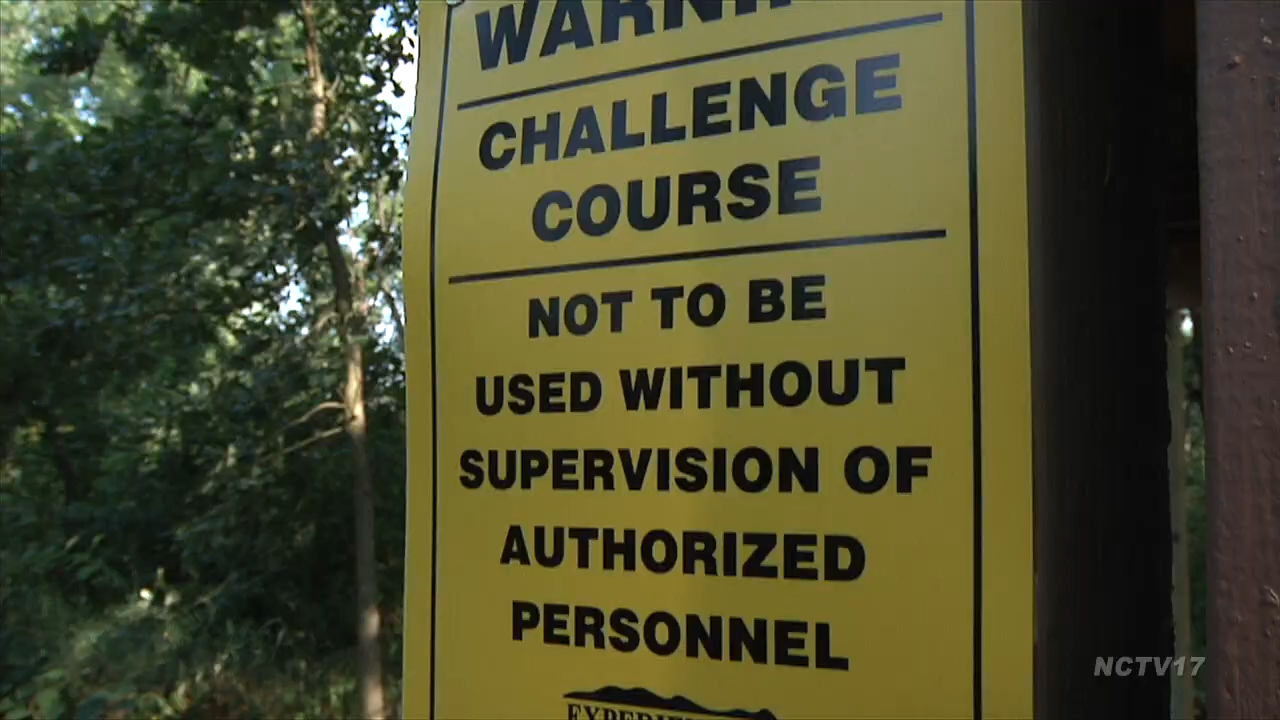 CHALLENGE
COURSE
NOT TO BE
USED WITHOUT
SUPERVISION OF
AUTHORIZED
PERSONNEL
NCTV17